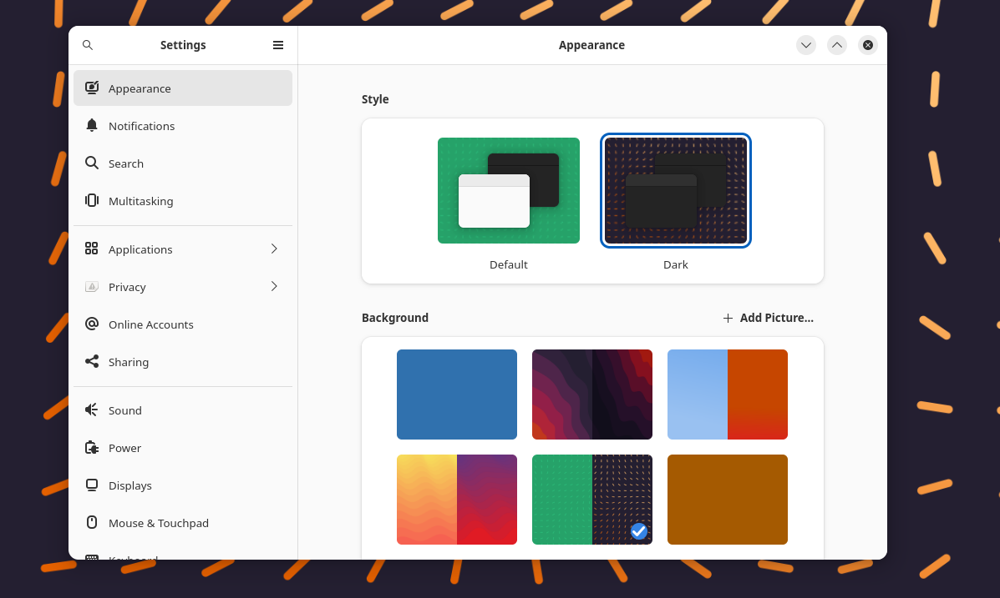 Settings
Appearance
Appearance
Notifications
Search
Multitasking
Applications
Privacy
Online Accounts
Sharing
Sound
Power
Displays
Mouse & Touchpad
Keyboard
Style
Default
Dark
Background
Add Picture...